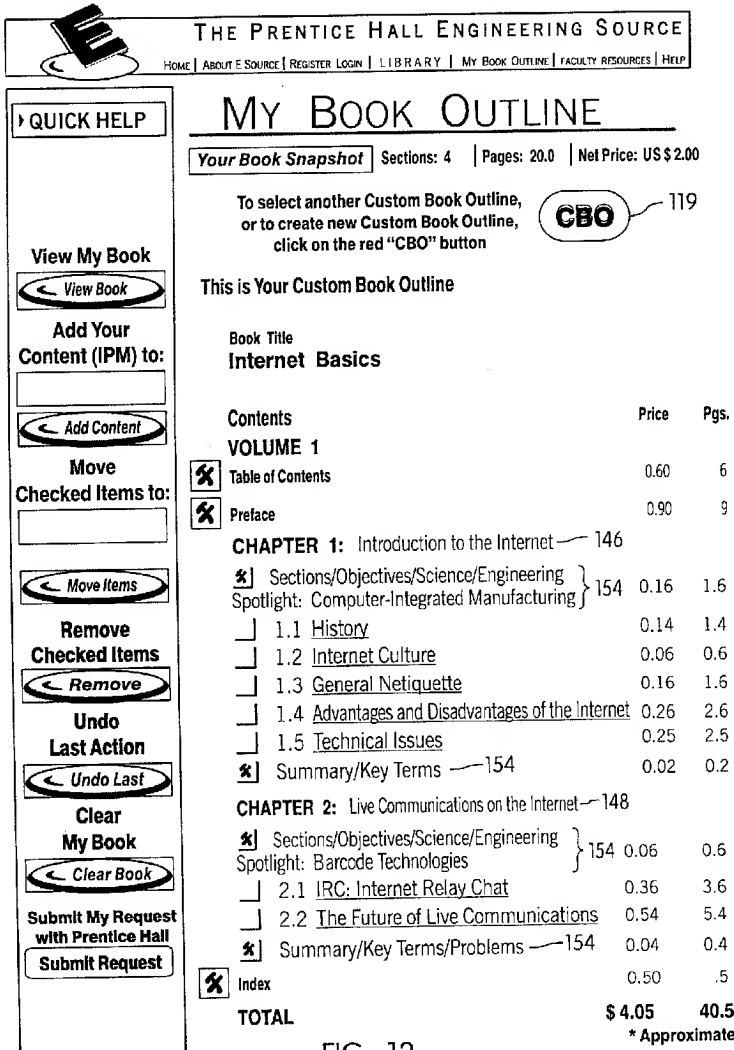 E
THE PRENTICE HALL ENGINEERING SOURCE
HOME | ABOUT E SOURCE | REGISTER LOGIN | LIBRARY | MY BOOK OUTLINE | FACULTY RESOURCES | HELP
QUICK HELP
View My Book
View Book
Add Your
Content (IPM) to:
Add Content
Move
Checked Items to:
Move Items
Remove
Checked Items
Remove
Undo
Last Action
Undo Last
Clear
My Book
Clear Book
Submit My Request
with Prentice Hall
Submit Request
MY BOOK OUTLINE
Your Book Snapshot Sections: 4 | Pages: 20.0 | Net Price: US $ 2.00
To select another Custom Book Outline,
or to create new Custom Book Outline,
click on the red "CBO" button
CBO 119
This is Your Custom Book Outline
Book Title
Internet Basics
Contents Price Pgs.
VOLUME 1
Table of Contents 0.60 6
Preface 0.90 9
CHAPTER 1: Introduction to the Internet 146
Sections/Objectives/Science/Engineering
Spotlight: Computer-Integrated Manufacturing 154 0.16 1.6
1.1 History 0.14 1.4
1.2 Internet Culture 0.06 0.6
1.3 General Netiquette 0.16 1.6
1.4 Advantages and Disadvantages of the Internet 0.26 2.6
1.5 Technical Issues 0.25 2.5
Summary/Key Terms 154 0.02 0.2
CHAPTER 2: Live Communications on the Internet 148
Sections/Objectives/Science/Engineering
Spotlight: Barcode Technologies 154 0.06 0.6
2.1 IRC: Internet Relay Chat 0.36 3.6
2.2 The Future of Live Communications 0.54 5.4
Summary/Key Terms/Problems 154 0.04 0.4
Index 0.50 .5
TOTAL $ 4.05 40.5
* Approximate